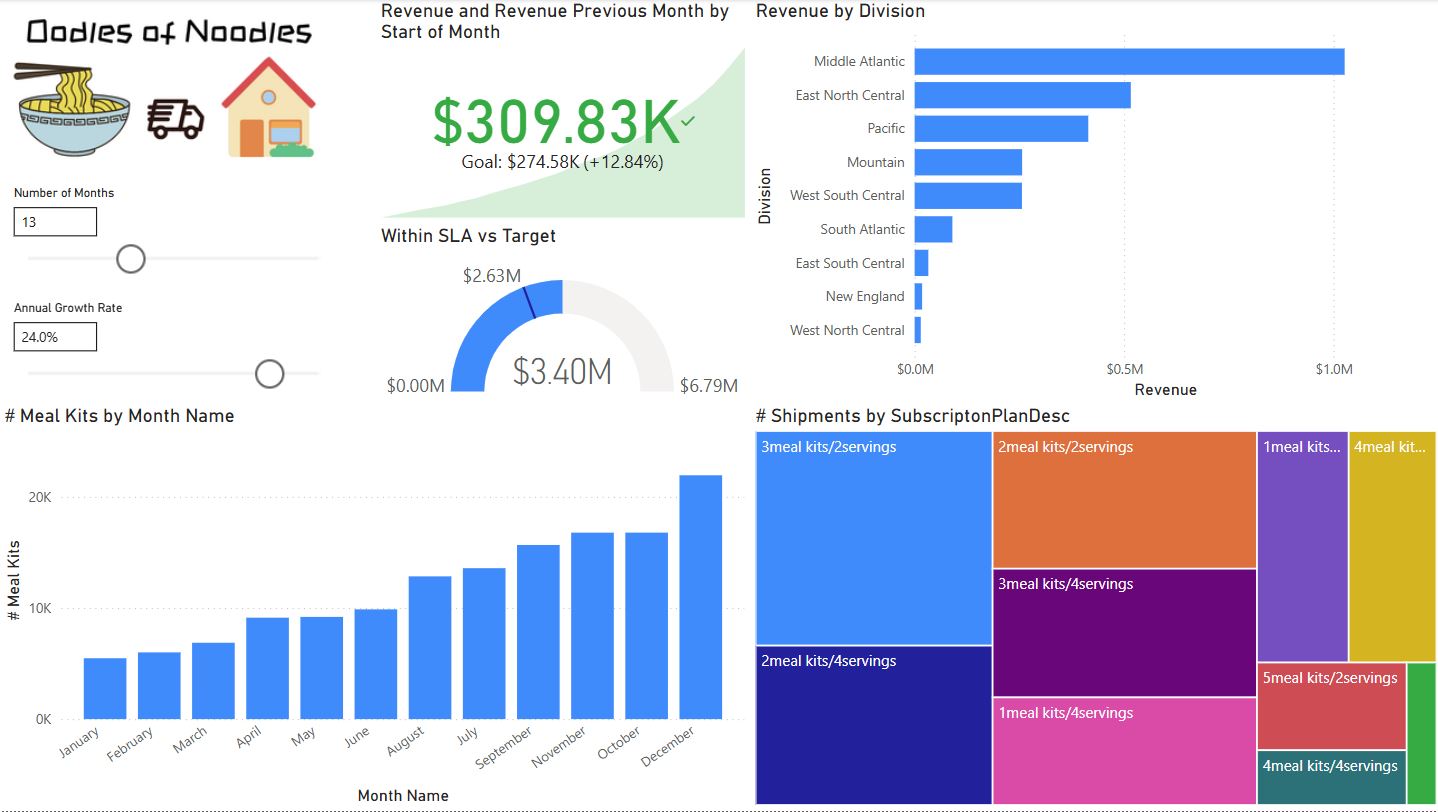 Oodles of Noodles
Number of Months
13
Annual Growth Rate
24.0%
Revenue and Revenue Previous Month by
Start of Month
$309.83K
Goal: $274.58K (+12.84%)
Within SLA vs Target
$2.63M
$3.40M
$0.00M
$6.79M
Revenue by Division
Division
Middle Atlantic
East North Central
Pacific
Mountain
West South Central
South Atlantic
East South Central
New England
West North Central
$0.0M
$0.5M
$1.0M
Revenue
# Meal Kits by Month Name
# Meal Kits
20K
10K
0K
January
February
March
April
May
June
August
July
September
November
October
December
Month Name
# Shipments by SubscriptonPlanDesc
3meal kits/2servings
2meal kits/4servings
2meal kits/2servings
3meal kits/4servings
1meal kits/4servings
1meal kits...
4meal kit...
5meal kits/2servings
4meal kits/4servings